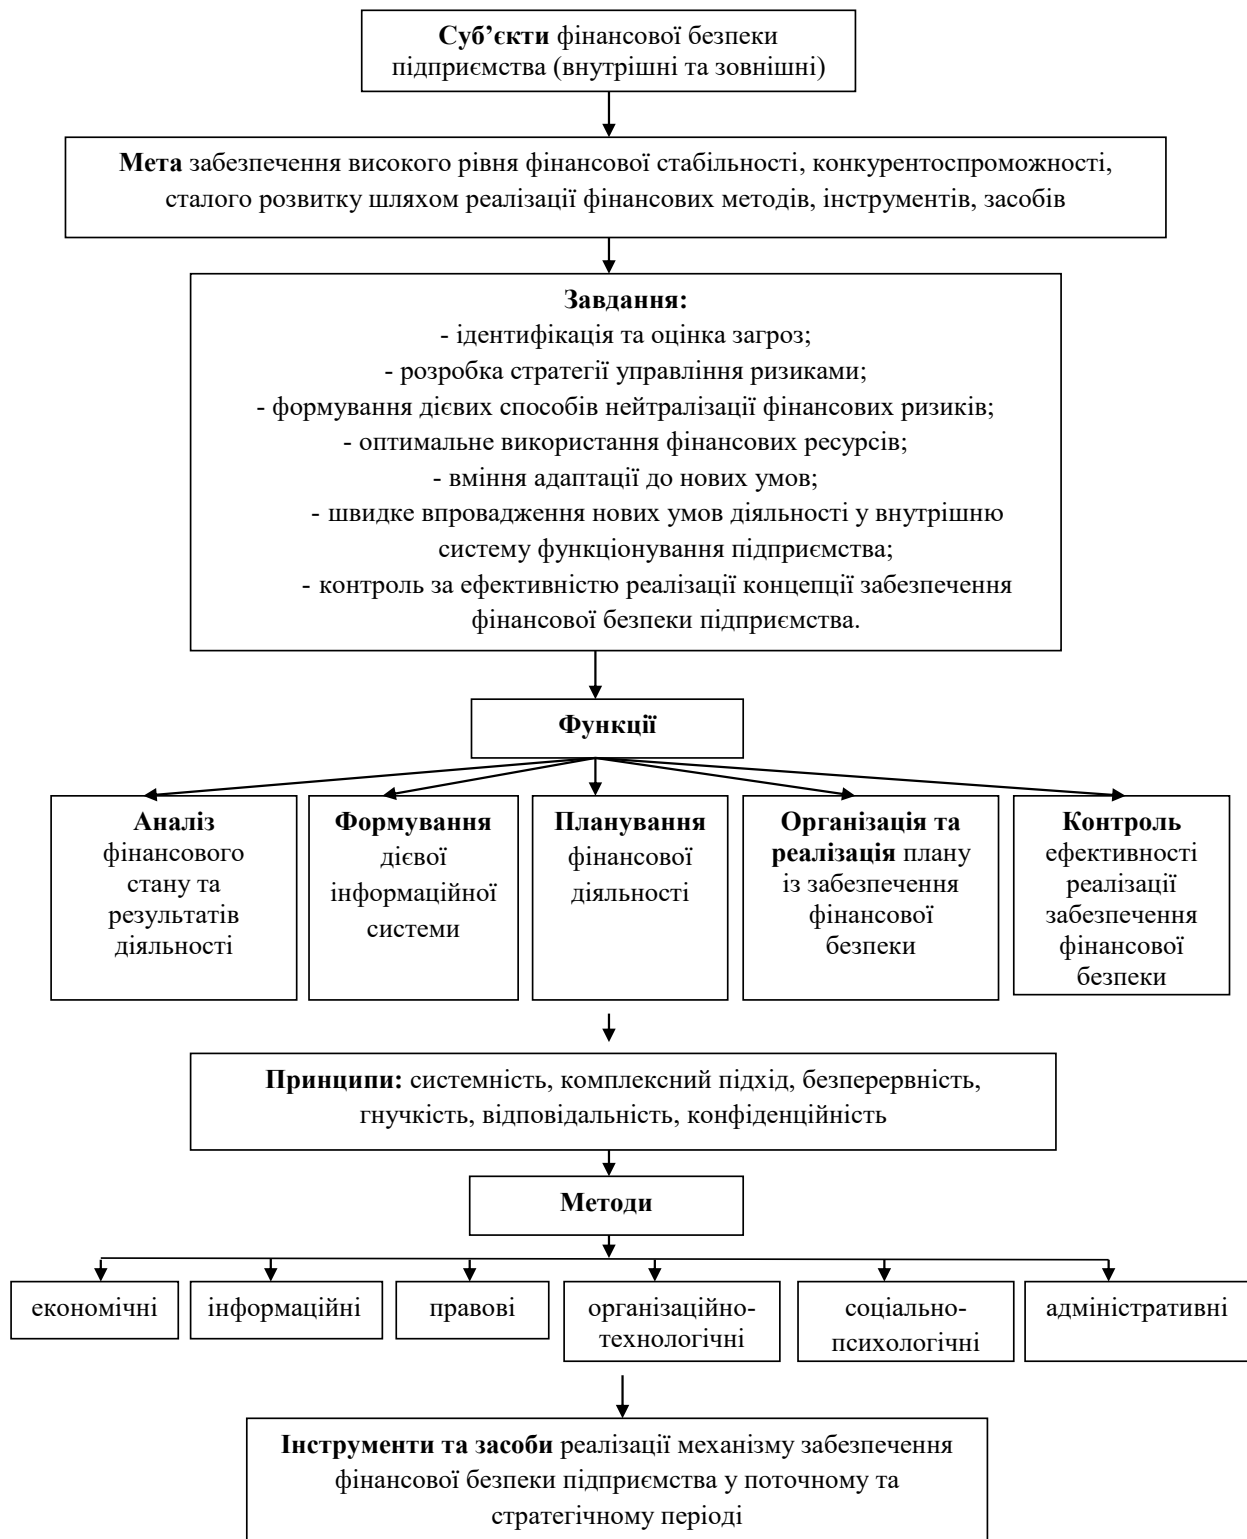 Суб’єкти фінансової безпеки
підприємства (внутрішні та зовнішні)
Мета забезпечення високого рівня фінансової стабільності, конкурентоспроможності,
сталого розвитку шляхом реалізації фінансових методів, інструментів, засобів
Завдання:
- ідентифікація та оцінка загроз;
- розробка стратегії управління ризиками;
- формування дієвих способів нейтралізації фінансових ризиків;
- оптимальне використання фінансових ресурсів;
- вміння адаптації до нових умов;
- швидке впровадження нових умов діяльності у внутрішню
систему функціонування підприємства;
- контроль за ефективністю реалізації концепції забезпечення
фінансової безпеки підприємства.
Функції
Аналіз
фінансового
стану та
результатів
діяльності
Формування
дієвої
інформаційної
системи
Планування
фінансової
діяльності
Організація та
реалізація плану
із забезпечення
фінансової
безпеки
Контроль
ефективності
реалізації
забезпечення
фінансової
безпеки
Принципи: системність, комплексний підхід, безперервність,
гнучкість, відповідальність, конфіденційність
Методи
економічні
інформаційні
правові
організаційно-
технологічні
соціально-
психологічні
адміністративні
Інструменти та засоби реалізації механізму забезпечення
фінансової безпеки підприємства у поточному та
стратегічному періоді